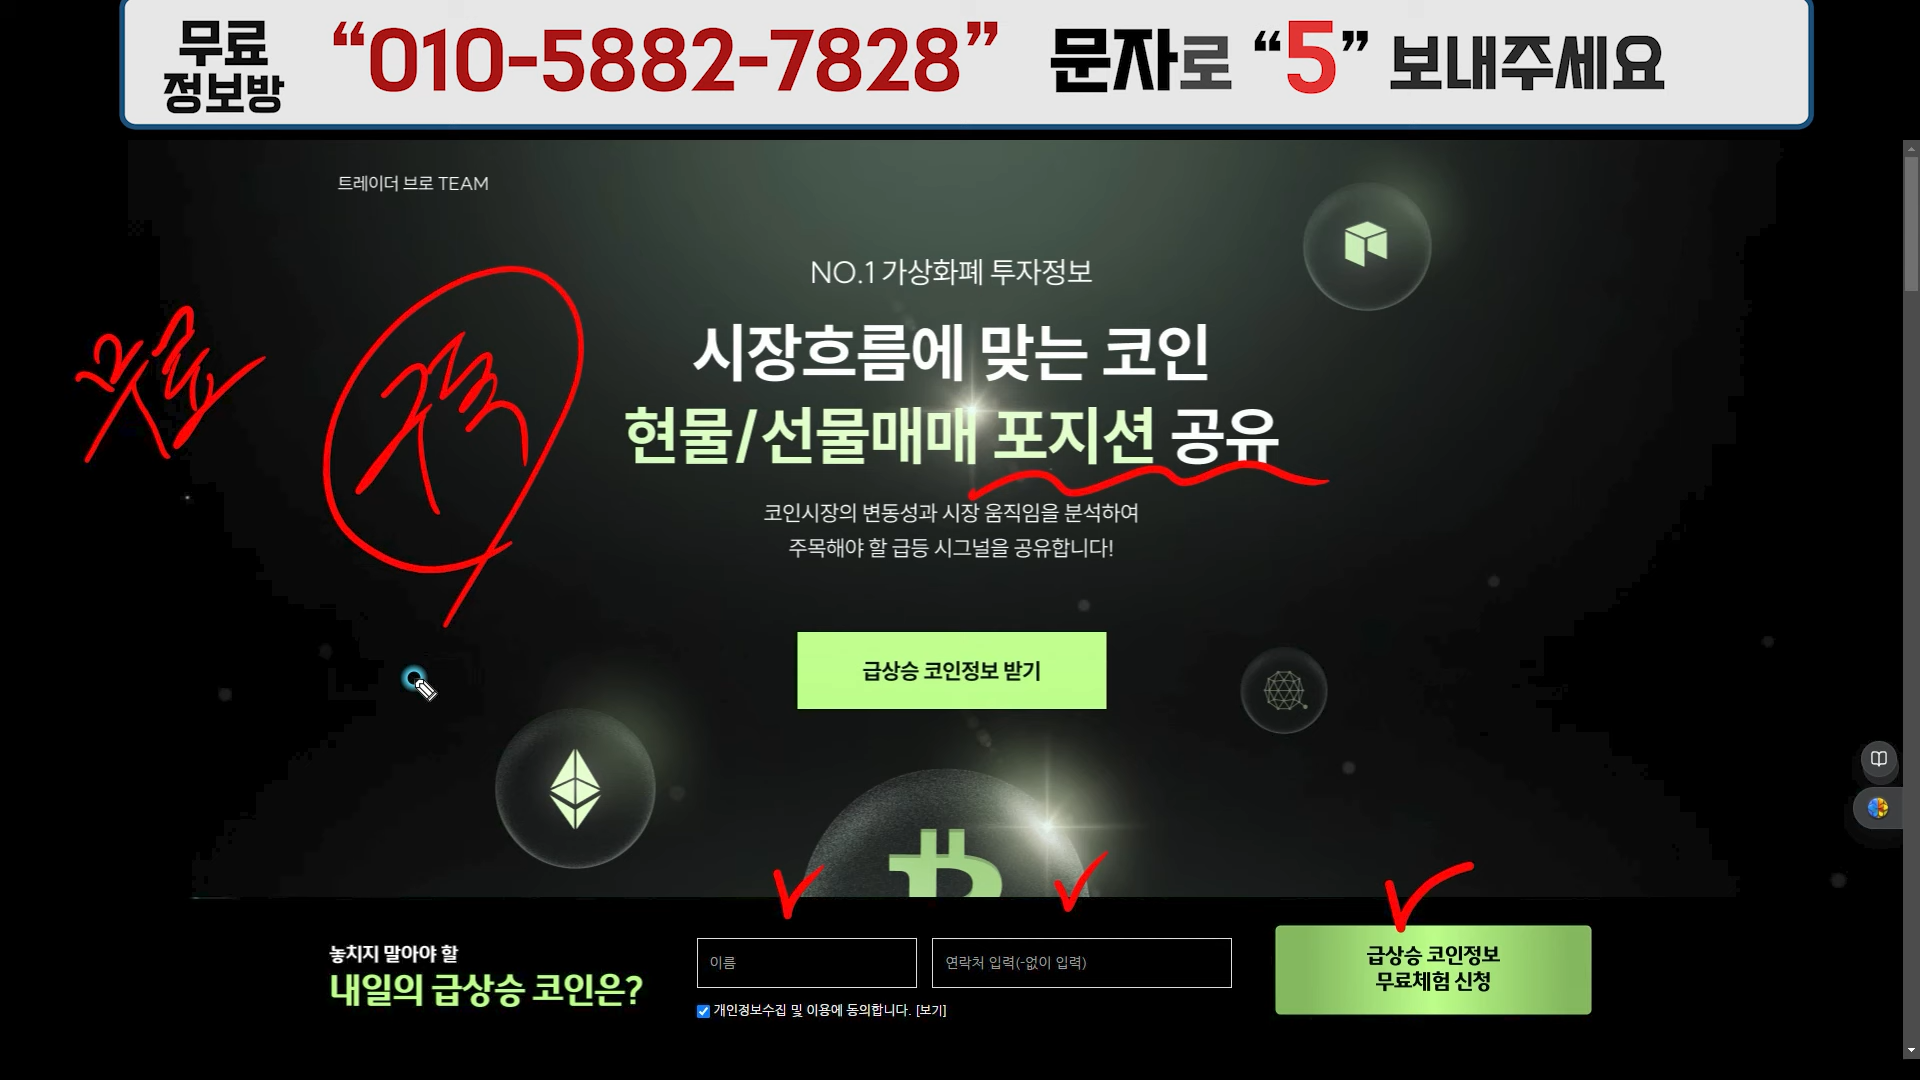 무료
정보방
“010-5882-7828” 문자로 “5” 보내주세요
트레이더 브로 TEAM
NO.1 가상화폐 투자정보
시장흐름에 맞는 코인
현물/선물매매 포지션 공유
코인시장의 변동성과 시장 움직임을 분석하여
주목해야 할 급등 시그널을 공유합니다!
무료
급상승 코인정보 받기
놓치지 말아야 할
내일의 급상승 코인은?
이름
연락처 입력(-없이 입력)
개인정보수집 및 이용에 동의합니다. [보기]
급상승 코인정보
무료체험 신청